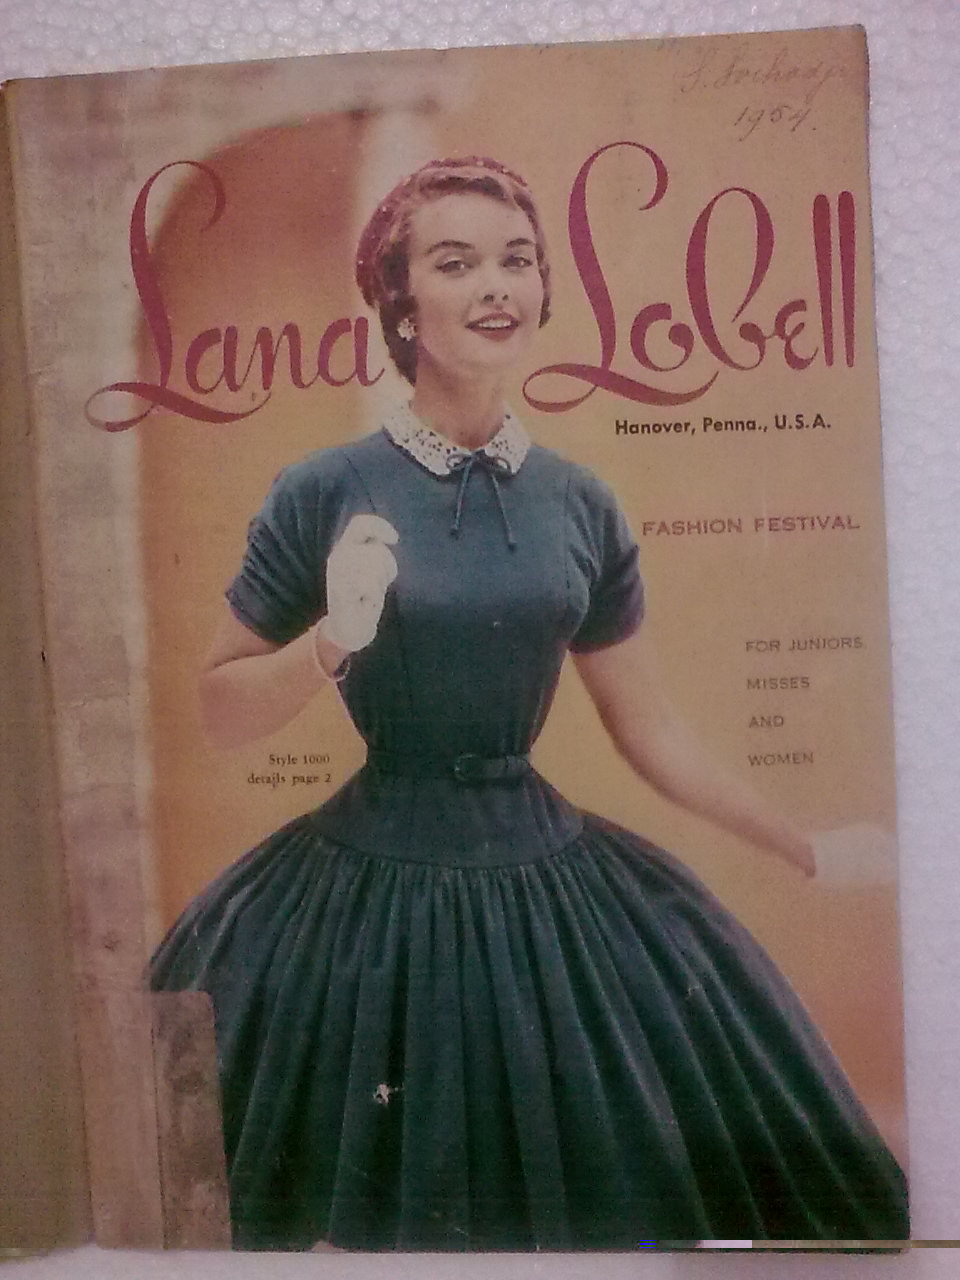 1954.
Lana Lobell
Hanover, Penna., U.S.A.
FASHION FESTIVAL
FOR JUNIORS
MISSES
AND
WOMEN
Style 1000
details page 2